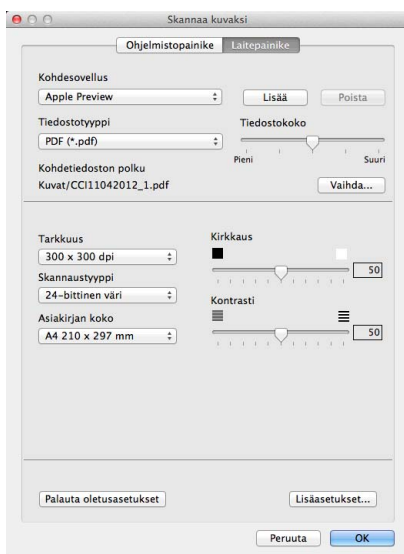 Skannaa kuvaksi
Ohjelmistopainike Laitepainike
Kohdesovellus
Apple Preview Lisää Poista
Tiedostotyyppi Tiedostokoko
PDF (*.pdf)
Pieni Suuri
Kohdetiedoston polku
Kuvat/CCI11042012_1.pdf Vaihda...
Tarkkuus Kirkkaus
300 x 300 dpi
50
Skannaustyyppi
24-bittinen väri
Kontrasti
Asiakirjan koko
A4 210 x 297 mm 50
Palauta oletusasetukset Lisäasetukset...
Peruuta OK